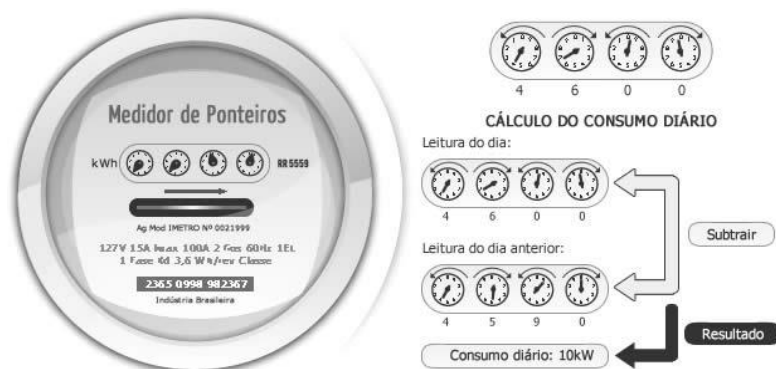 Medidor de Ponteiros
kWh
RR5559
Ag Mod IMETRO Nº 0021999
127V 15A Imax 100A 2 Fios 60Hz 1EL
1 Fase Kd 3,6 Wh/rev Classe
2365 0998 982367
Indústria Brasileira
4 6 0 0
CÁLCULO DO CONSUMO DIÁRIO
Leitura do dia:
4 6 0 0
Subtrair
Leitura do dia anterior:
4 5 9 0
Resultado
Consumo diário: 10kW